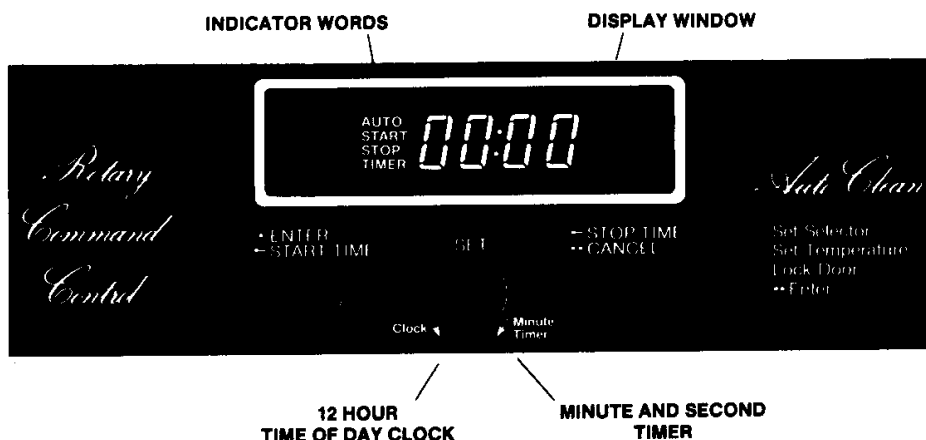 INDICATOR WORDS
DISPLAY WINDOW
AUTO
START
STOP
TIMER
00:00
Rotary
Command
Control
• ENTER
←START TIME
SET
←STOP TIME
•• CANCEL
Auto Clean
Set Selector
Set Temperature
Lock Door
•• Enter
Clock
Minute
Timer
12 HOUR
TIME OF DAY CLOCK
MINUTE AND SECOND
TIMER